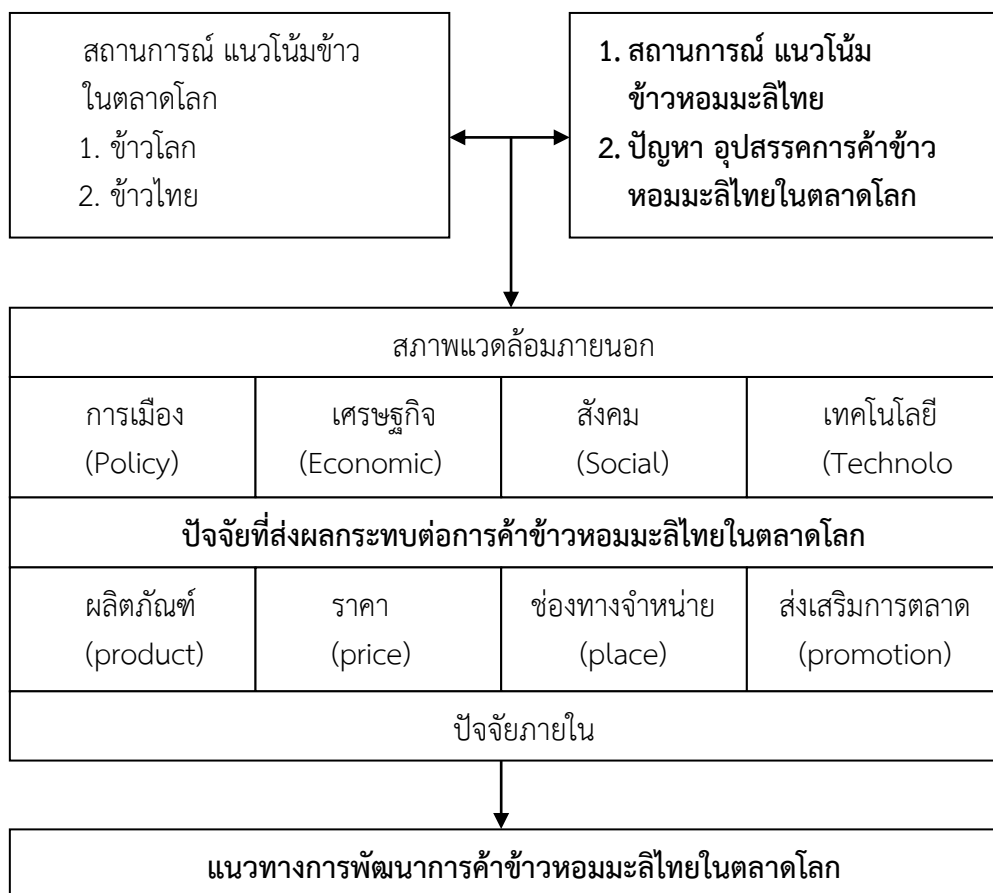 สถานการณ์ แนวโน้มข้าว
ในตลาดโลก
1. ข้าวโลก
2. ข้าวไทย
1. สถานการณ์ แนวโน้ม
ข้าวหอมมะลิไทย
2. ปัญหา อุปสรรคการค้าข้าว
หอมมะลิไทยในตลาดโลก
สภาพแวดล้อมภายนอก
การเมือง
(Policy)
เศรษฐกิจ
(Economic)
สังคม
(Social)
เทคโนโลยี
(Technolo
ปัจจัยที่ส่งผลกระทบต่อการค้าข้าวหอมมะลิไทยในตลาดโลก
ผลิตภัณฑ์
(product)
ราคา
(price)
ช่องทางจำหน่าย
(place)
ส่งเสริมการตลาด
(promotion)
ปัจจัยภายใน
แนวทางการพัฒนาการค้าข้าวหอมมะลิไทยในตลาดโลก